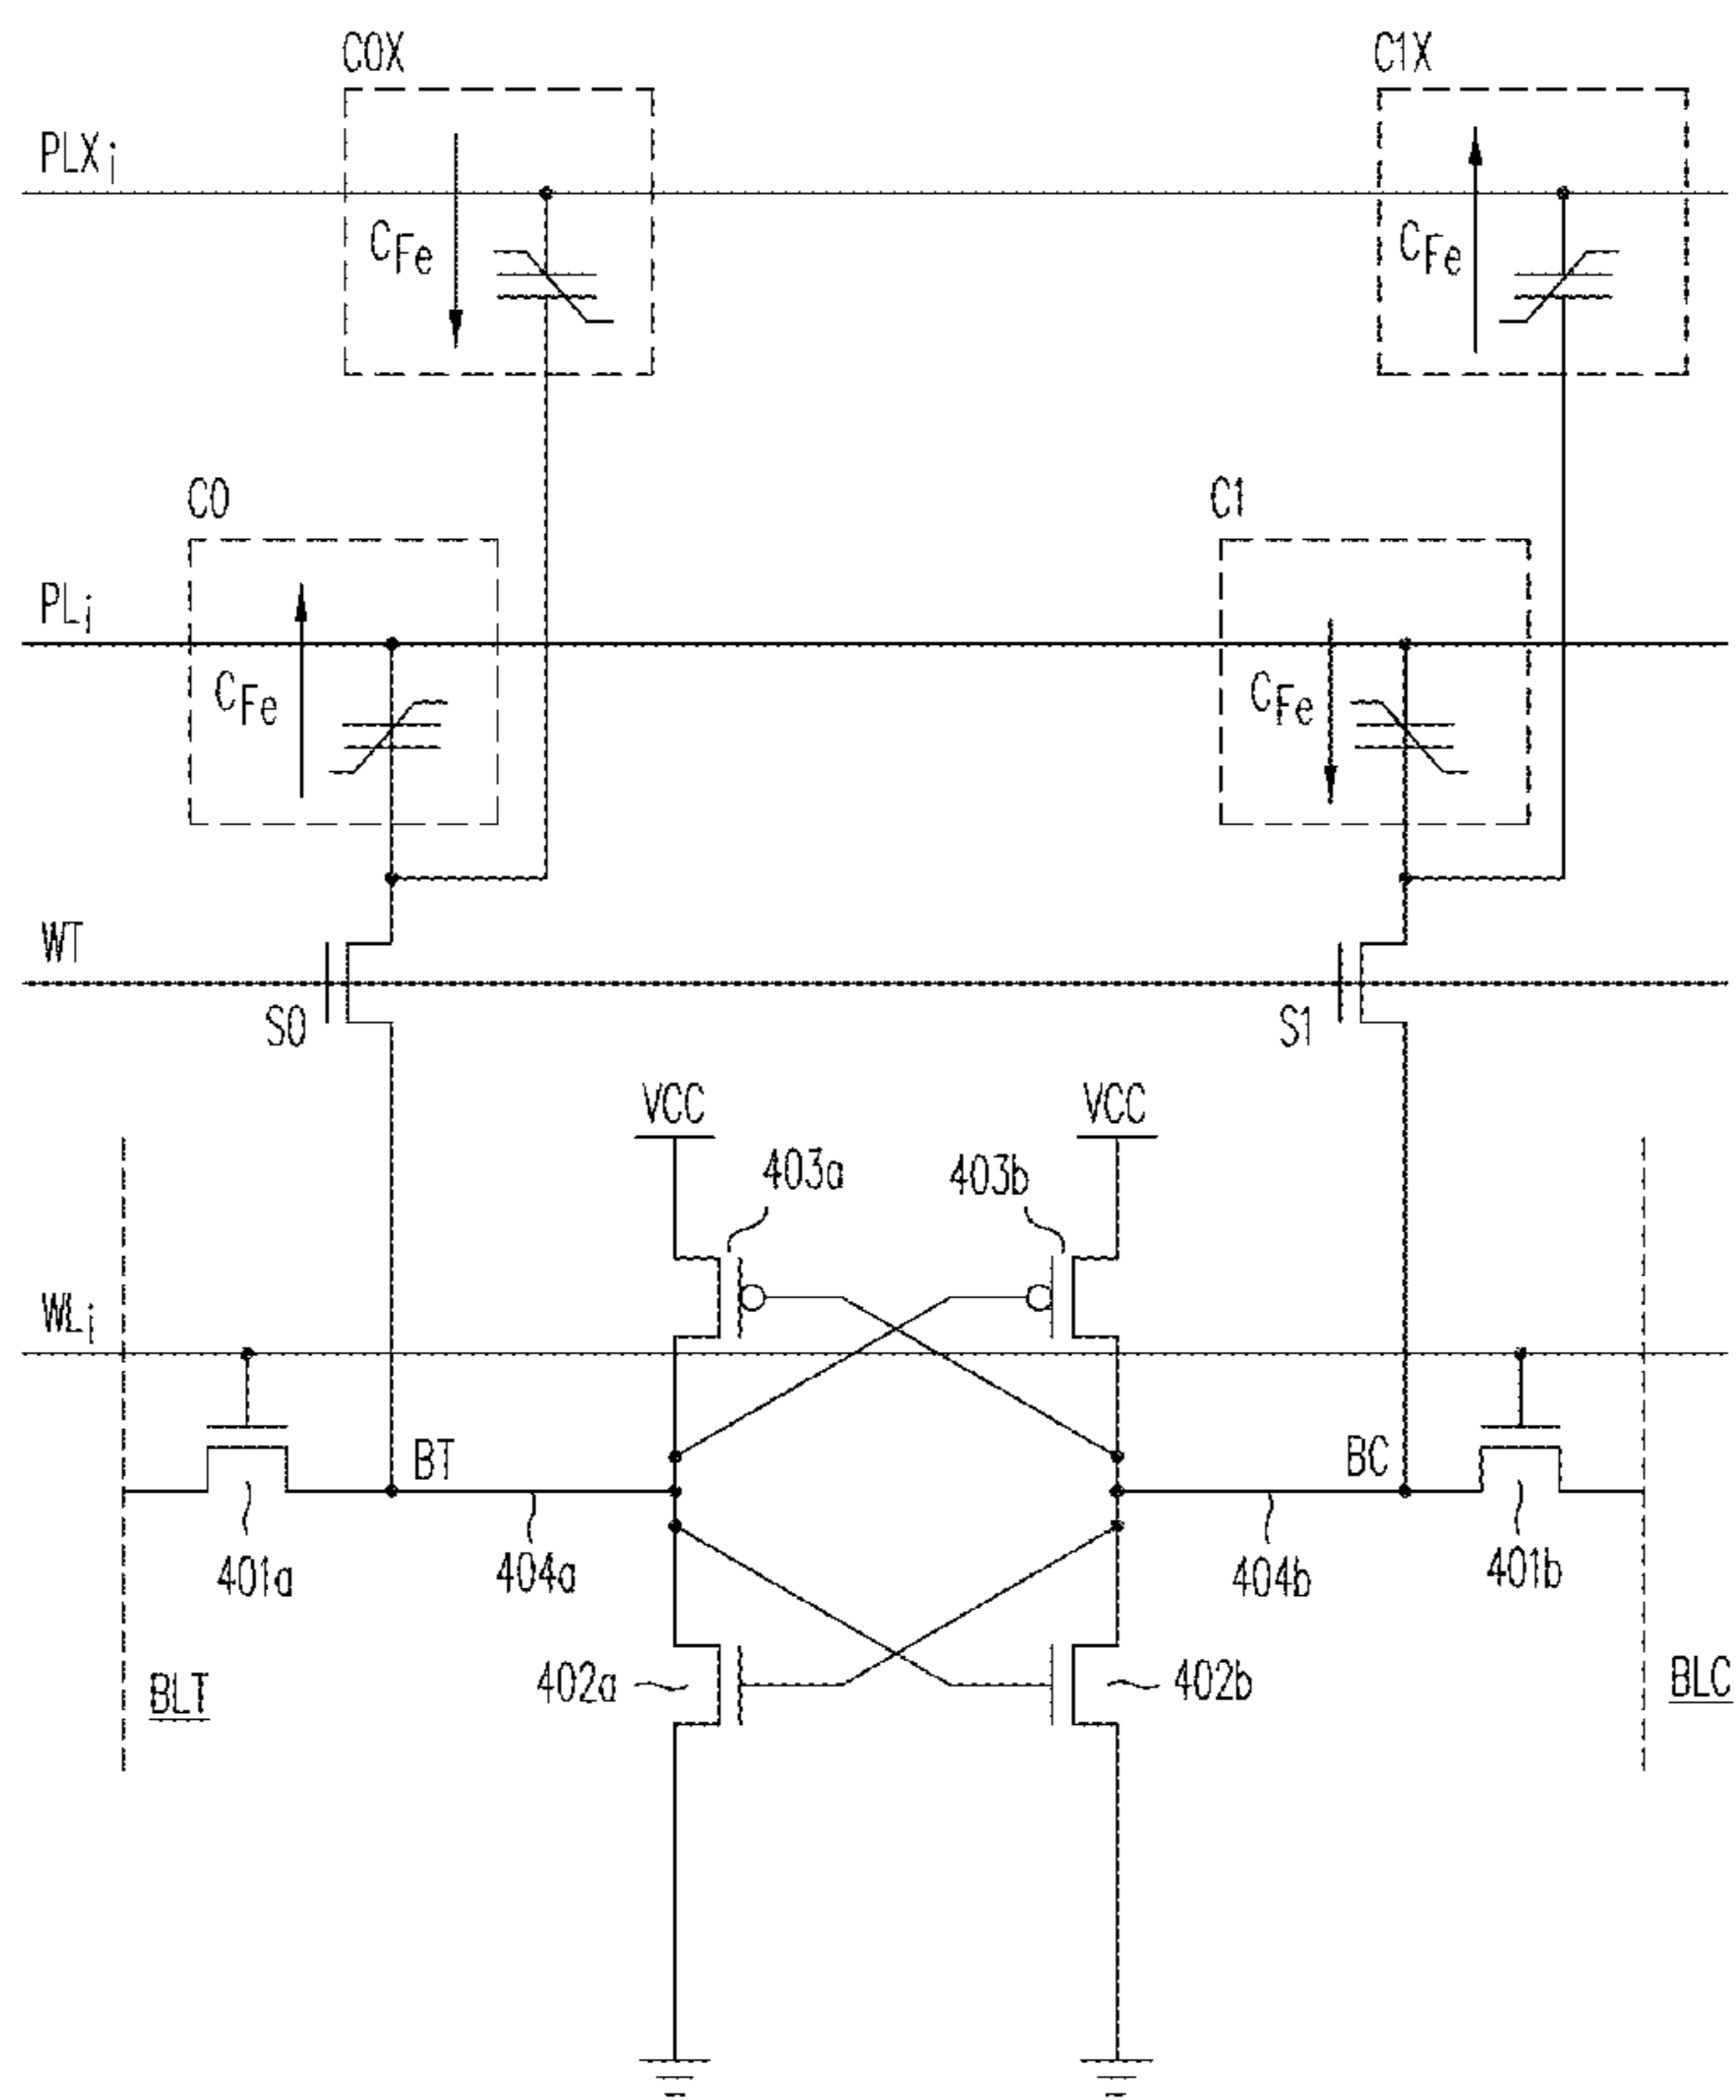 C0X
C1X
PLXi
CFe
CFe
C0
C1
PLi
CFe
CFe
WT
S0
S1
VCC
VCC
403a
403b
WLi
BT
BC
401a
404a
404b
401b
402a
402b
BLT
BLC